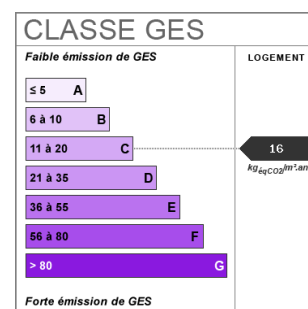 CLASSE GES
Faible émission de GES
LOGEMENT
≤ 5 A
6 à 10 B
11 à 20 C
16
kgéqCO2/m².an
21 à 35 D
36 à 55 E
56 à 80 F
> 80 G
Forte émission de GES